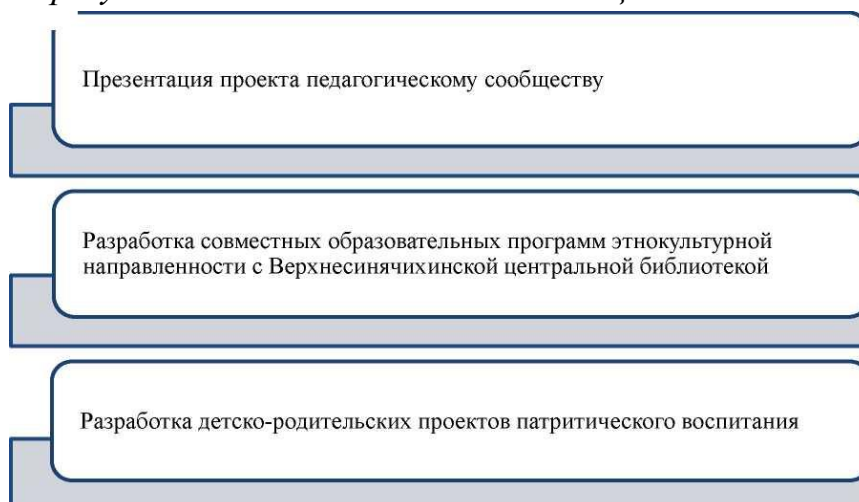 Презентация проекта педагогическому сообществу
Разработка совместных образовательных программ этнокультурной
направленности с Верхнесинячихинской центральной библиотекой
Разработка детско-родительских проектов патритического воспитания